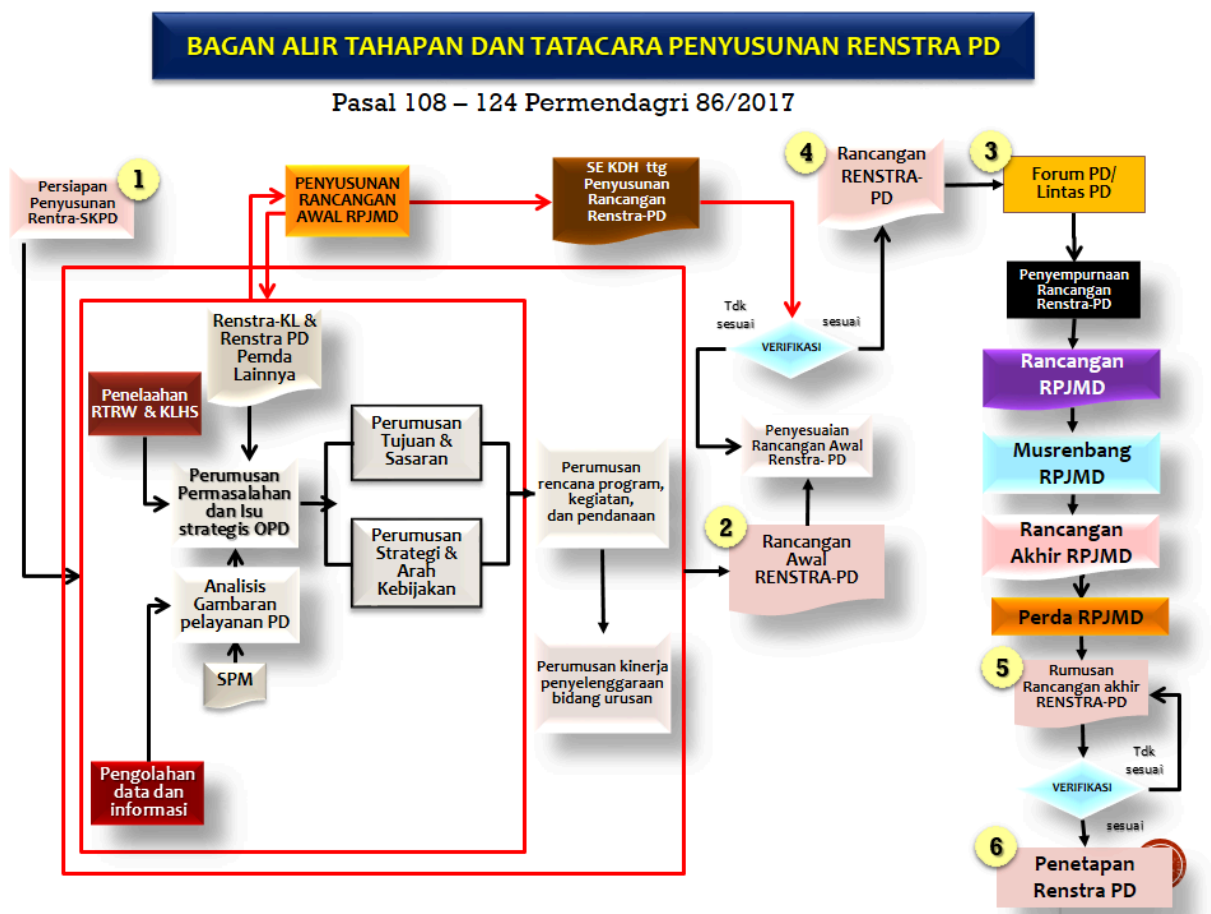 BAGAN ALIR TAHAPAN DAN TATACARA PENYUSUNAN RENSTRA PD
Pasal 108 – 124 Permendagri 86/2017
1
Persiapan
Penyusunan
Rentra-SKPD
PENYUSUNAN
RANCANGAN
AWAL RPJMD
SE KDH ttg
Penyusunan
Rancangan
Renstra-PD
4
Rancangan
RENSTRA-
PD
3
Forum PD/
Lintas PD
Penyempurnaan
Rancangan
Renstra-PD
Renstra-KL &
Renstra PD
Pemda
Lainnya
Penelaahan
RTRW & KLHS
Perumusan
Permasalahan
dan Isu
strategis OPD
Analisis
Gambaran
pelayanan PD
SPM
Pengolahan
data dan
informasi
Perumusan
Tujuan &
Sasaran
Perumusan
Strategi &
Arah
Kebijakan
Perumusan
rencana program,
kegiatan,
dan pendanaan
Perumusan kinerja
penyelenggaraan
bidang urusan
Tdk
sesuai
sesuai
VERIFIKASI
Penyesuaian
Rancangan Awal
Renstra- PD
2
Rancangan
Awal
RENSTRA-PD
Rancangan
RPJMD
Musrenbang
RPJMD
Rancangan
Akhir RPJMD
Perda RPJMD
5
Rumusan
Rancangan akhir
RENSTRA-PD
Tdk
sesuai
VERIFIKASI
sesuai
6
Penetapan
Renstra PD